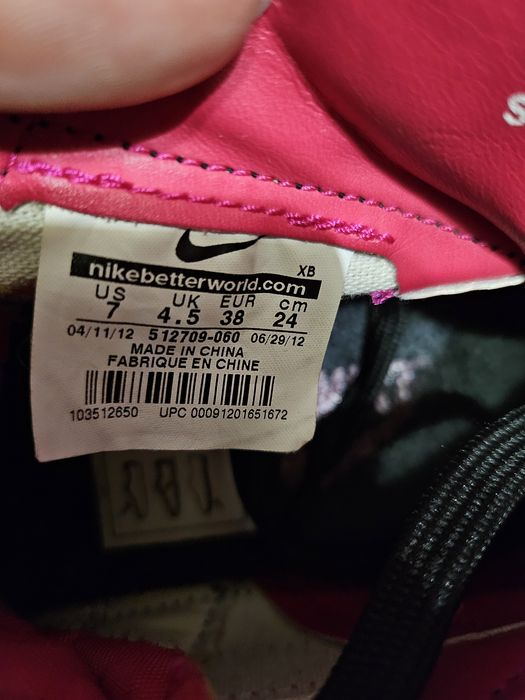 S
XB
nikebetterworld.com
US UK EUR cm
7 4.5 38 24
04/11/12 512709-060 06/29/12
MADE IN CHINA
FABRIQUE EN CHINE
103512650 UPC 00091201651672